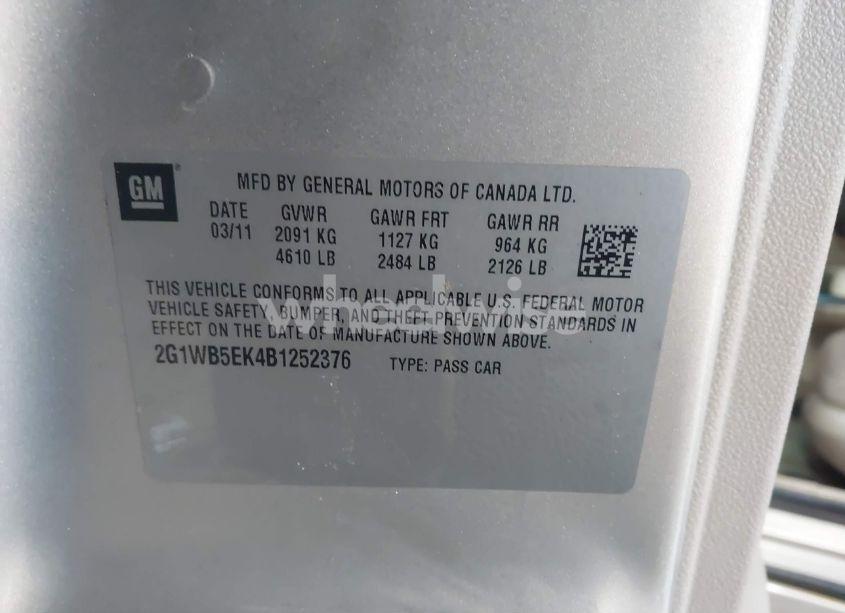 GM
MFD BY GENERAL MOTORS OF CANADA LTD.
DATE GVWR GAWR FRT GAWR RR
03/11 2091 KG 1127 KG 964 KG
4610 LB 2484 LB 2126 LB
THIS VEHICLE CONFORMS TO ALL APPLICABLE U.S. FEDERAL MOTOR
VEHICLE SAFETY, BUMPER, AND THEFT PREVENTION STANDARDS IN
EFFECT ON THE DATE OF MANUFACTURE SHOWN ABOVE.
2G1WB5EK4B1252376 TYPE: PASS CAR
wheelwise